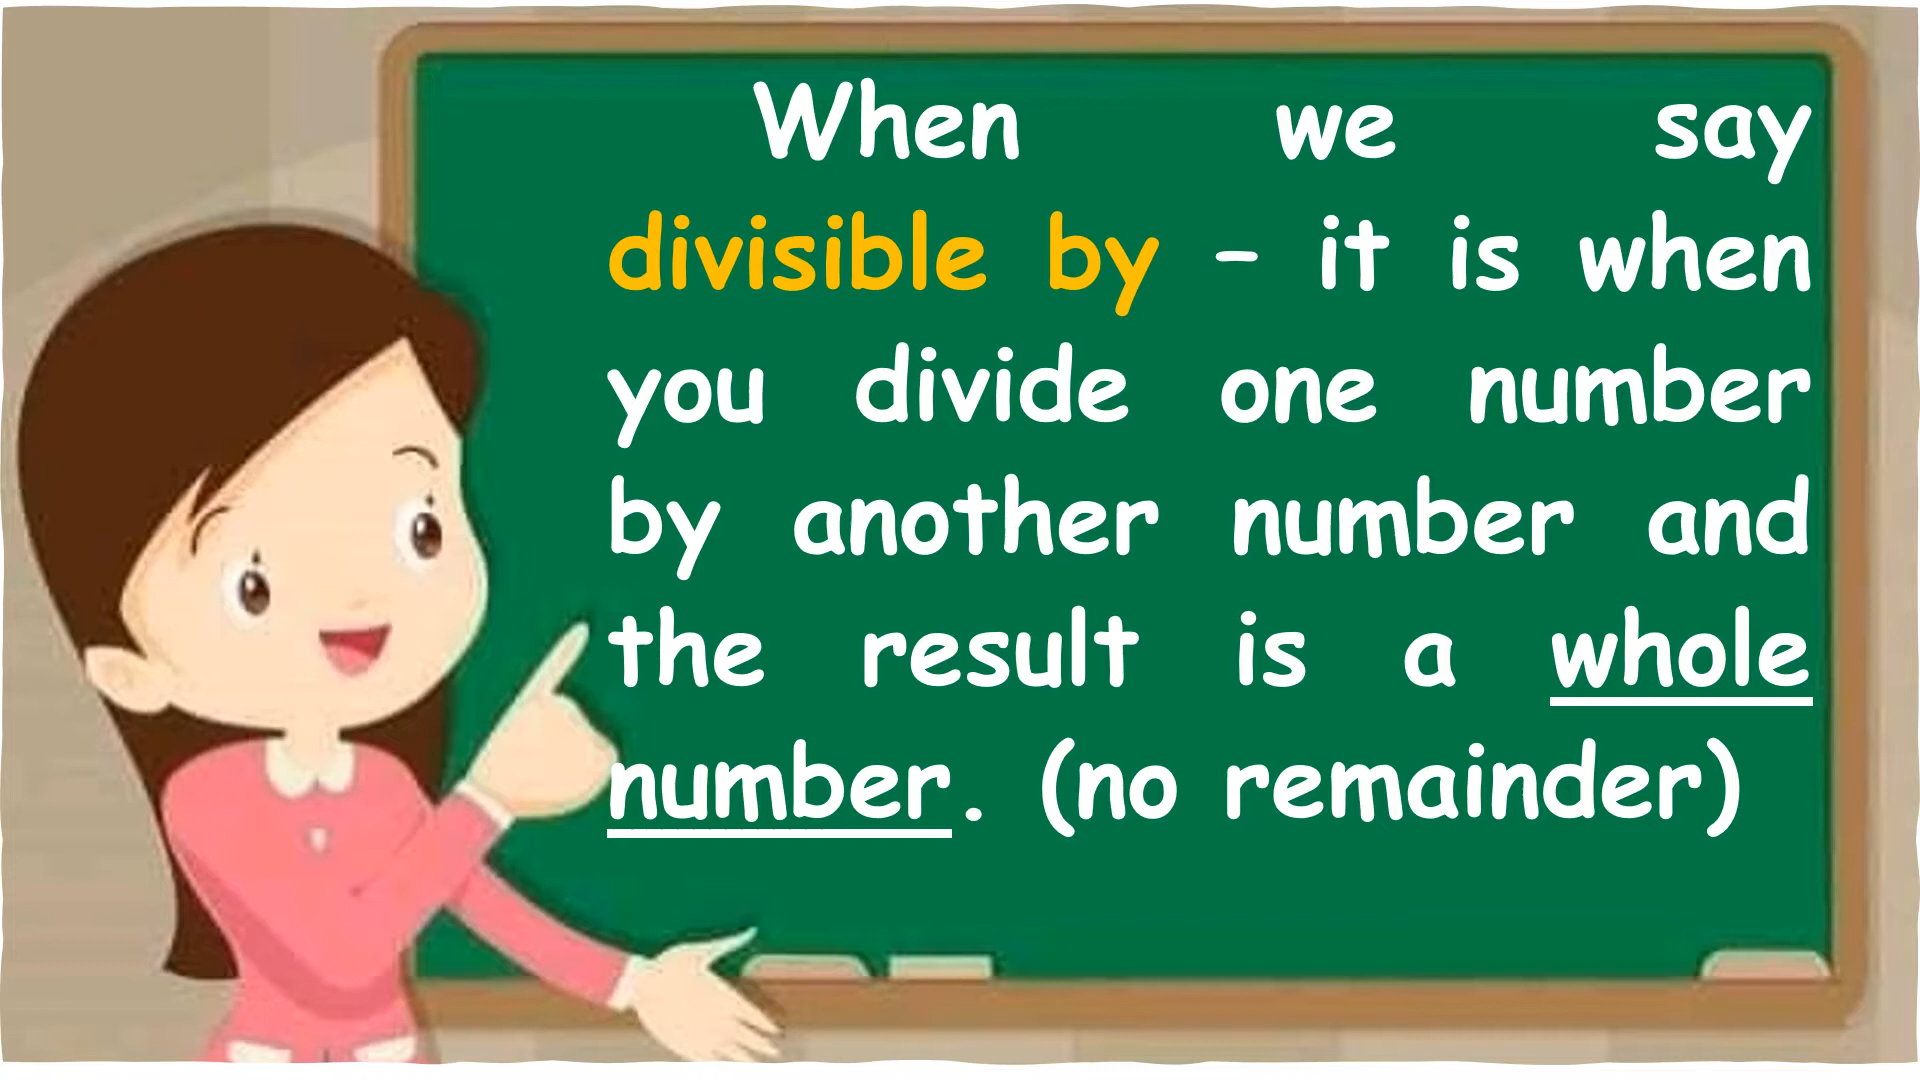 When we say
divisible by – it is when
you divide one number
by another number and
the result is a whole
number. (no remainder)